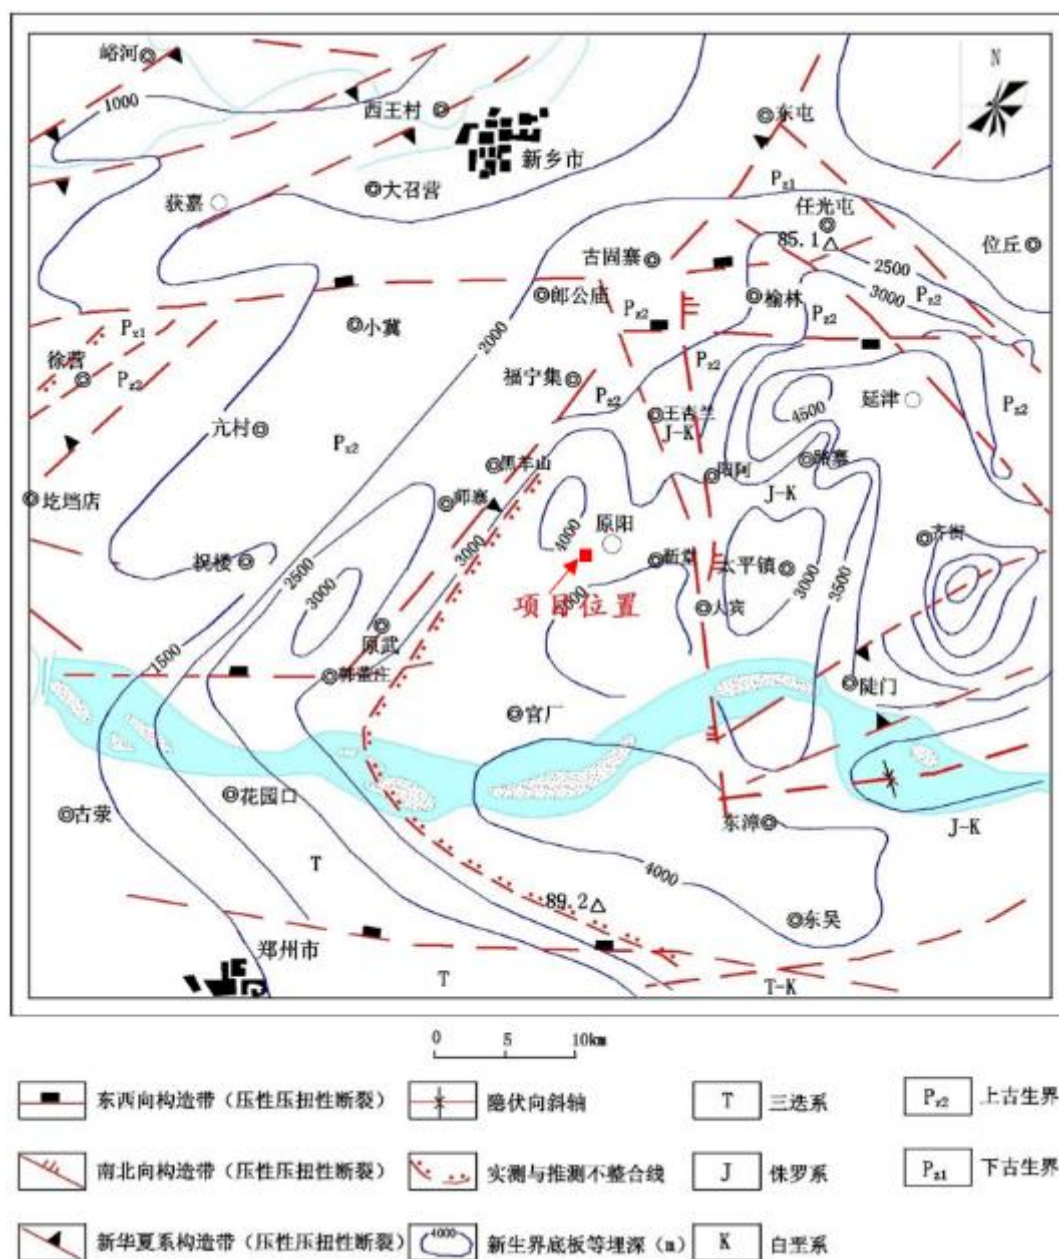 峪河
1000
西王村
新乡市
N
东屯
大召营
获嘉
Pz1
任光屯
85.1
位丘
古固寨
2500
3000
Pz2
郎公庙
榆林
Pz2
Pz2
Pz1
小冀
2000
徐营
Pz2
福宁集
Pz2
Pz2
4500
延津
Pz2
王古兰
J-K
亢村
Pz2
黑羊山
阳阿
J-K
师寨
圪垱店
4000
原阳
齐街
祝楼
3000
2500
新章
太平镇
3000
3500
3000
项目位置
大宾
原武
1500
韩董庄
陡门
官厂
古荥
花园口
东漳
J-K
T
4000
89.2
东吴
郑州市
T
T-K
0 5 10km
东西向构造带（压性压扭性断裂）
隐伏向斜轴
T
三迭系
Pz2
上古生界
南北向构造带（压性压扭性断裂）
实测与推测不整合线
J
侏罗系
Pz1
下古生界
新华夏系构造带（压性压扭性断裂）
4000
新生界底板等埋深（m）
K
白垩系